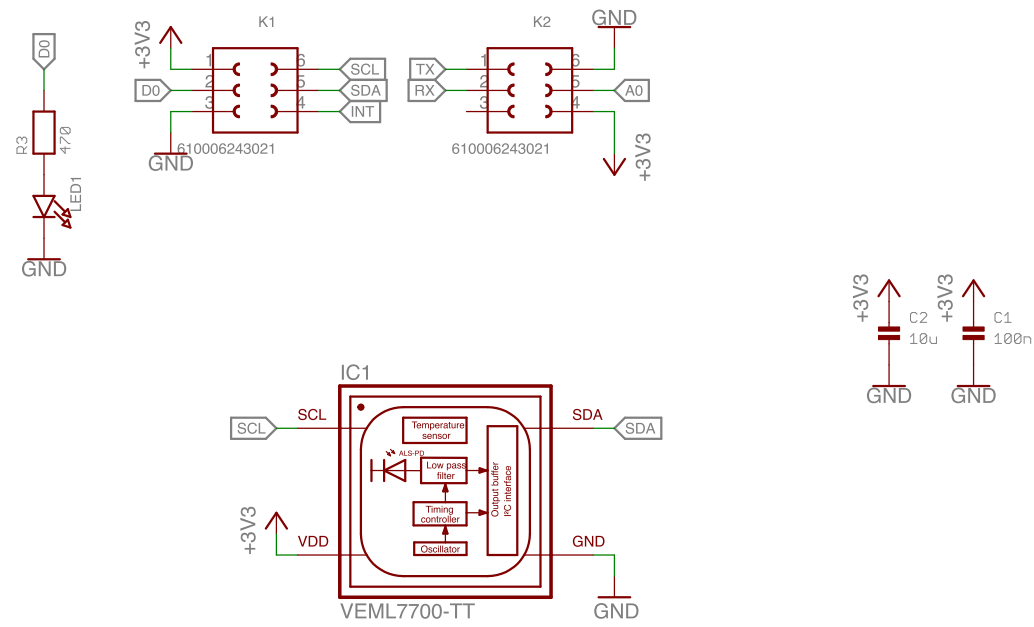 D0
R3
470
LED1
GND
+3V3
K1
1
2
3
6
5
4
D0
SCL
SDA
INT
GND
610006243021
K2
GND
TX
RX
1
2
3
6
5
4
A0
+3V3
610006243021
+3V3
C2
10u
GND
+3V3
C1
100n
GND
IC1
SCL
SCL
SDA
SDA
Temperature
sensor
ALS-PD
Low pass
filter
Output buffer
I²C interface
Timing
controller
Oscillator
+3V3
VDD
GND
GND
VEML7700-TT